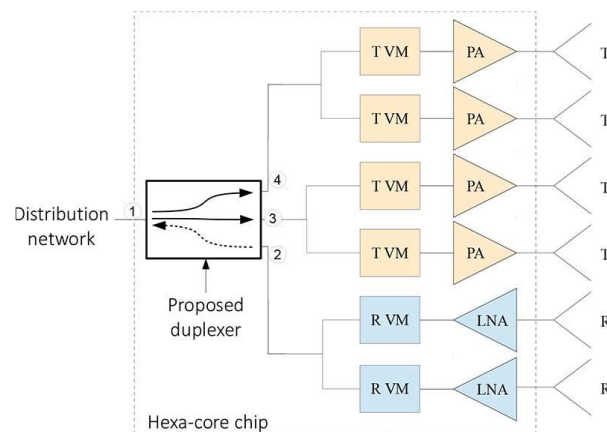 T VM PA T
T VM PA T
4
T VM PA T
1
3
Distribution
network
T VM PA T
2
Proposed
duplexer
R VM LNA R
R VM LNA R
Hexa-core chip